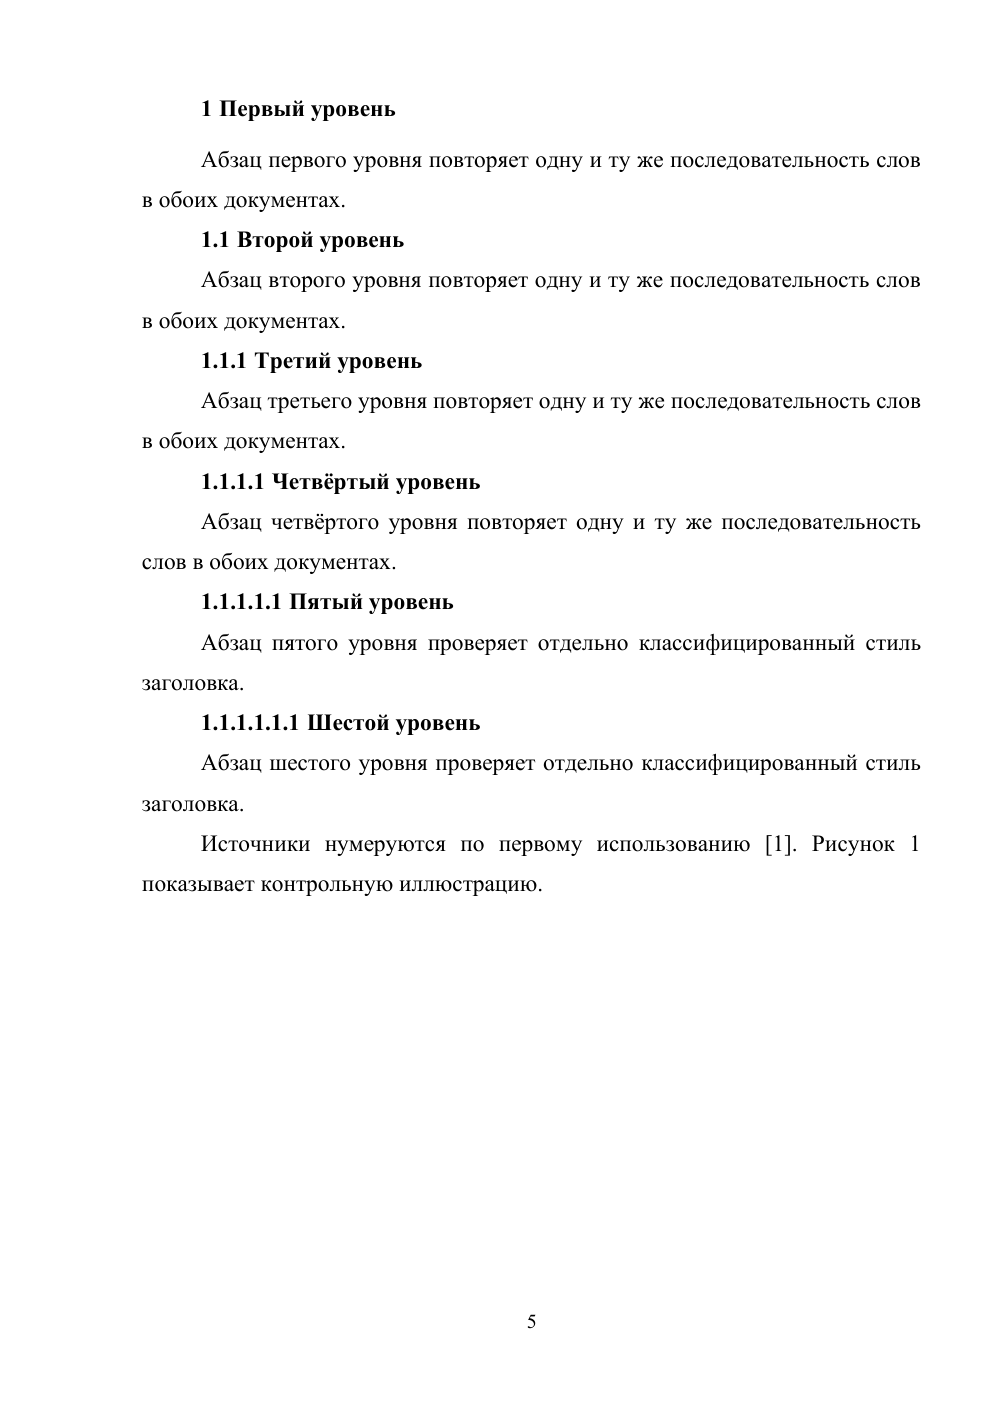 1 Первый уровень
Абзац первого уровня повторяет одну и ту же последовательность слов
в обоих документах.
1.1 Второй уровень
Абзац второго уровня повторяет одну и ту же последовательность слов
в обоих документах.
1.1.1 Третий уровень
Абзац третьего уровня повторяет одну и ту же последовательность слов
в обоих документах.
1.1.1.1 Четвёртый уровень
Абзац четвёртого уровня повторяет одну и ту же последовательность
слов в обоих документах.
1.1.1.1.1 Пятый уровень
Абзац пятого уровня проверяет отдельно классифицированный стиль
заголовка.
1.1.1.1.1.1 Шестой уровень
Абзац шестого уровня проверяет отдельно классифицированный стиль
заголовка.
Источники нумеруются по первому использованию [1]. Рисунок 1
показывает контрольную иллюстрацию.
5